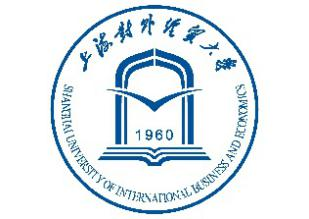 上海对外经贸大学
1960
SHANGHAI UNIVERSITY OF INTERNATIONAL BUSINESS AND ECONOMICS